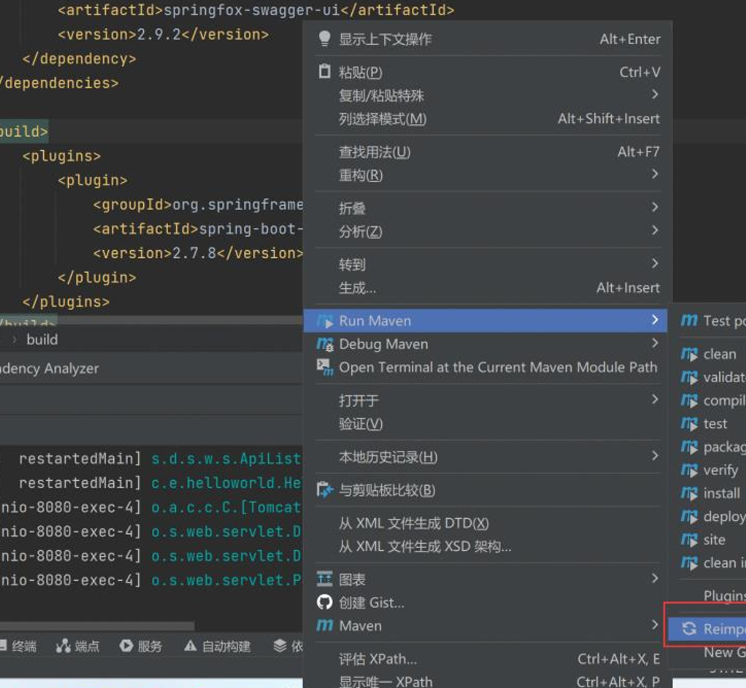 <artifactId>springfox-swagger-ui</artifactId>
<version>2.9.2</version>
</dependency>
/dependencies>
build>
<plugins>
<plugin>
<groupId>org.springframe
<artifactId>spring-boot-
<version>2.7.8</version>
</plugin>
</plugins>
</build>
build
ndency Analyzer
restartedMain] s.d.s.w.s.ApiList
restartedMain] c.e.helloworld.He
nio-8080-exec-4] o.a.c.c.C.[Tomcat
nio-8080-exec-4] o.s.web.servlet.D
nio-8080-exec-4] o.s.web.servlet.D
nio-8080-exec-4] o.s.web.servlet.P
终端 端点 服务 自动构建 依
显示上下文操作 Alt+Enter
粘贴(P) Ctrl+V
复制/粘贴特殊
列选择模式(M) Alt+Shift+Insert
查找用法(U) Alt+F7
重构(R)
折叠
分析(Z)
转到
生成... Alt+Insert
Run Maven
Debug Maven
Open Terminal at the Current Maven Module Path
打开于
验证(V)
本地历史记录(H)
与剪贴板比较(B)
从 XML 文件生成 DTD(X)
从 XML 文件生成 XSD 架构...
图表
创建 Gist...
Maven
评估 XPath... Ctrl+Alt+X, E
显示唯一 XPath Ctrl+Alt+X, P
Test po
clean
validat
compil
test
packag
verify
install
deploy
site
clean in
Plugins
Reimpo
New G